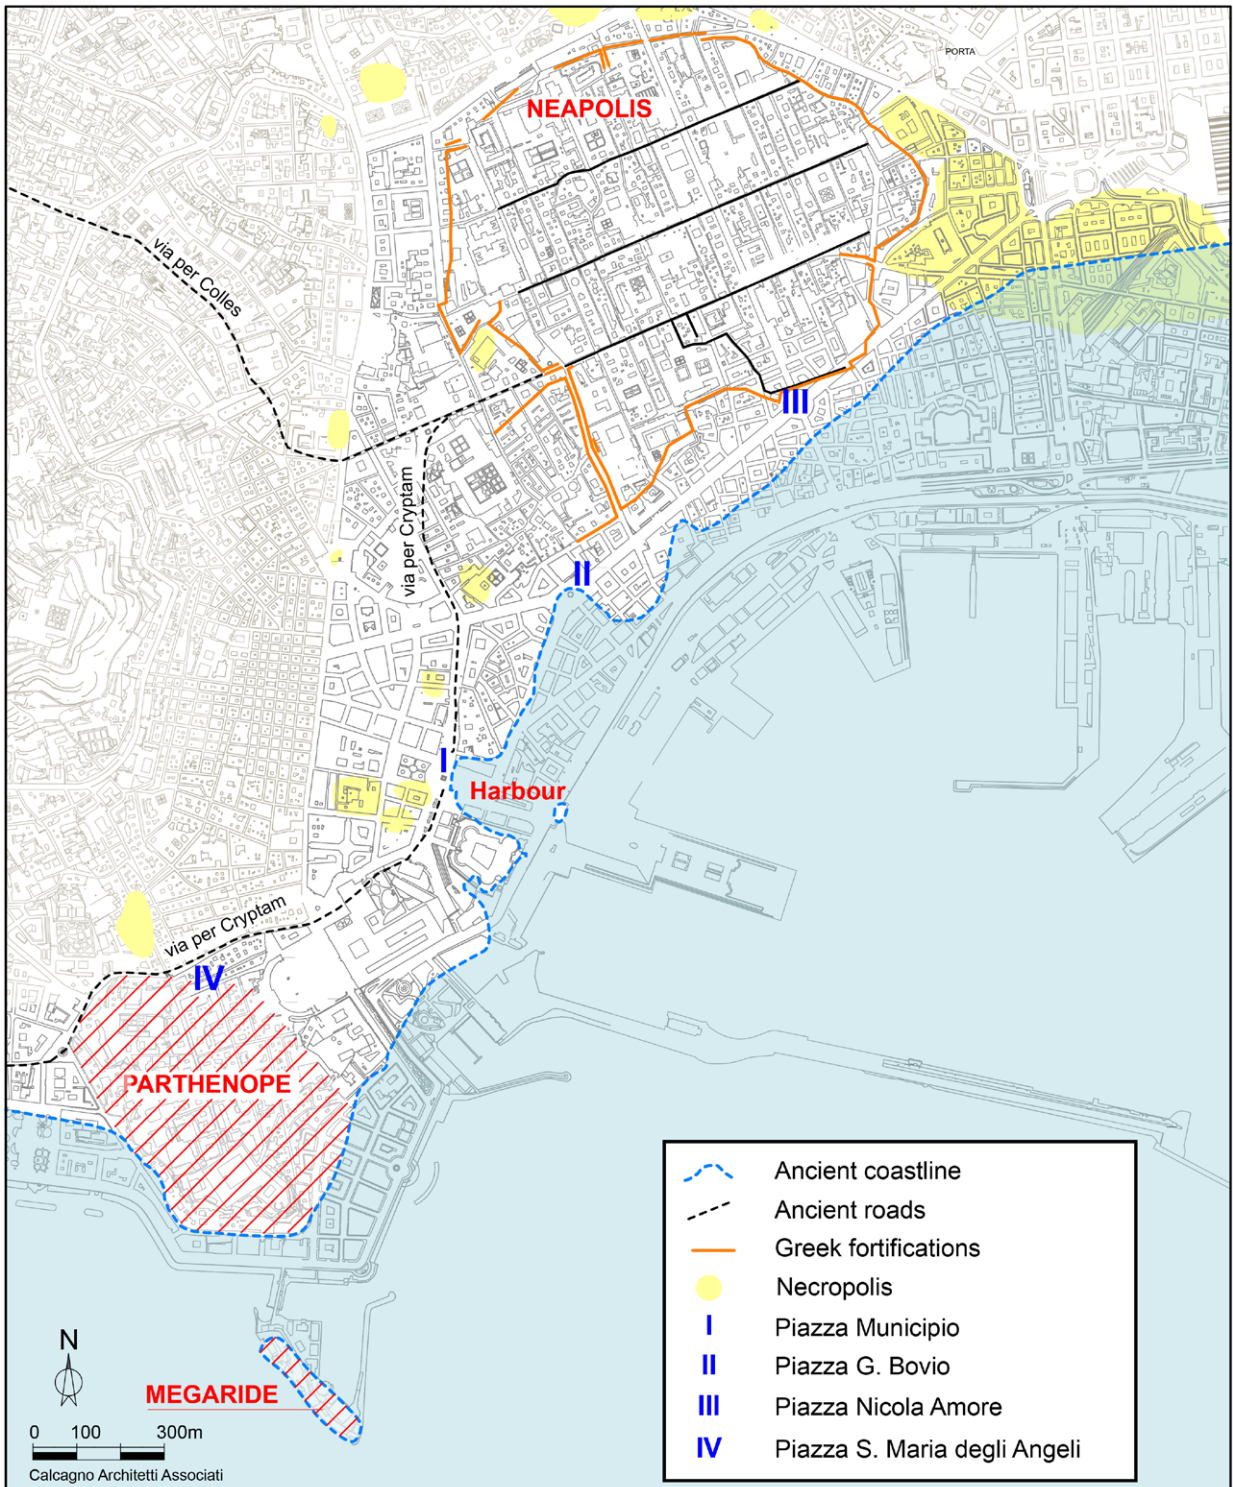 PORTA
NEAPOLIS
via per Colles
III
via per Cryptam
II
I
Harbour
via per Cryptam
IV
PARTHENOPE
Ancient coastline
Ancient roads
Greek fortifications
Necropolis
I Piazza Municipio
II Piazza G. Bovio
III Piazza Nicola Amore
IV Piazza S. Maria degli Angeli
N
MEGARIDE
0 100 300m
Calcagno Architetti Associati